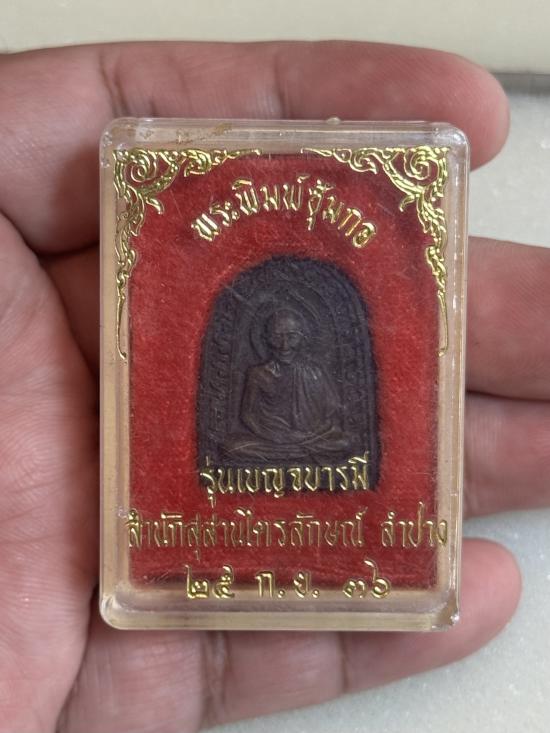 พระพิมพ์ซุ้มกอ
รุ่นเบญจบารมี
สำนักสุสานไตรลักษณ์ ลำปาง
๒๕ ก.ย. ๓๖